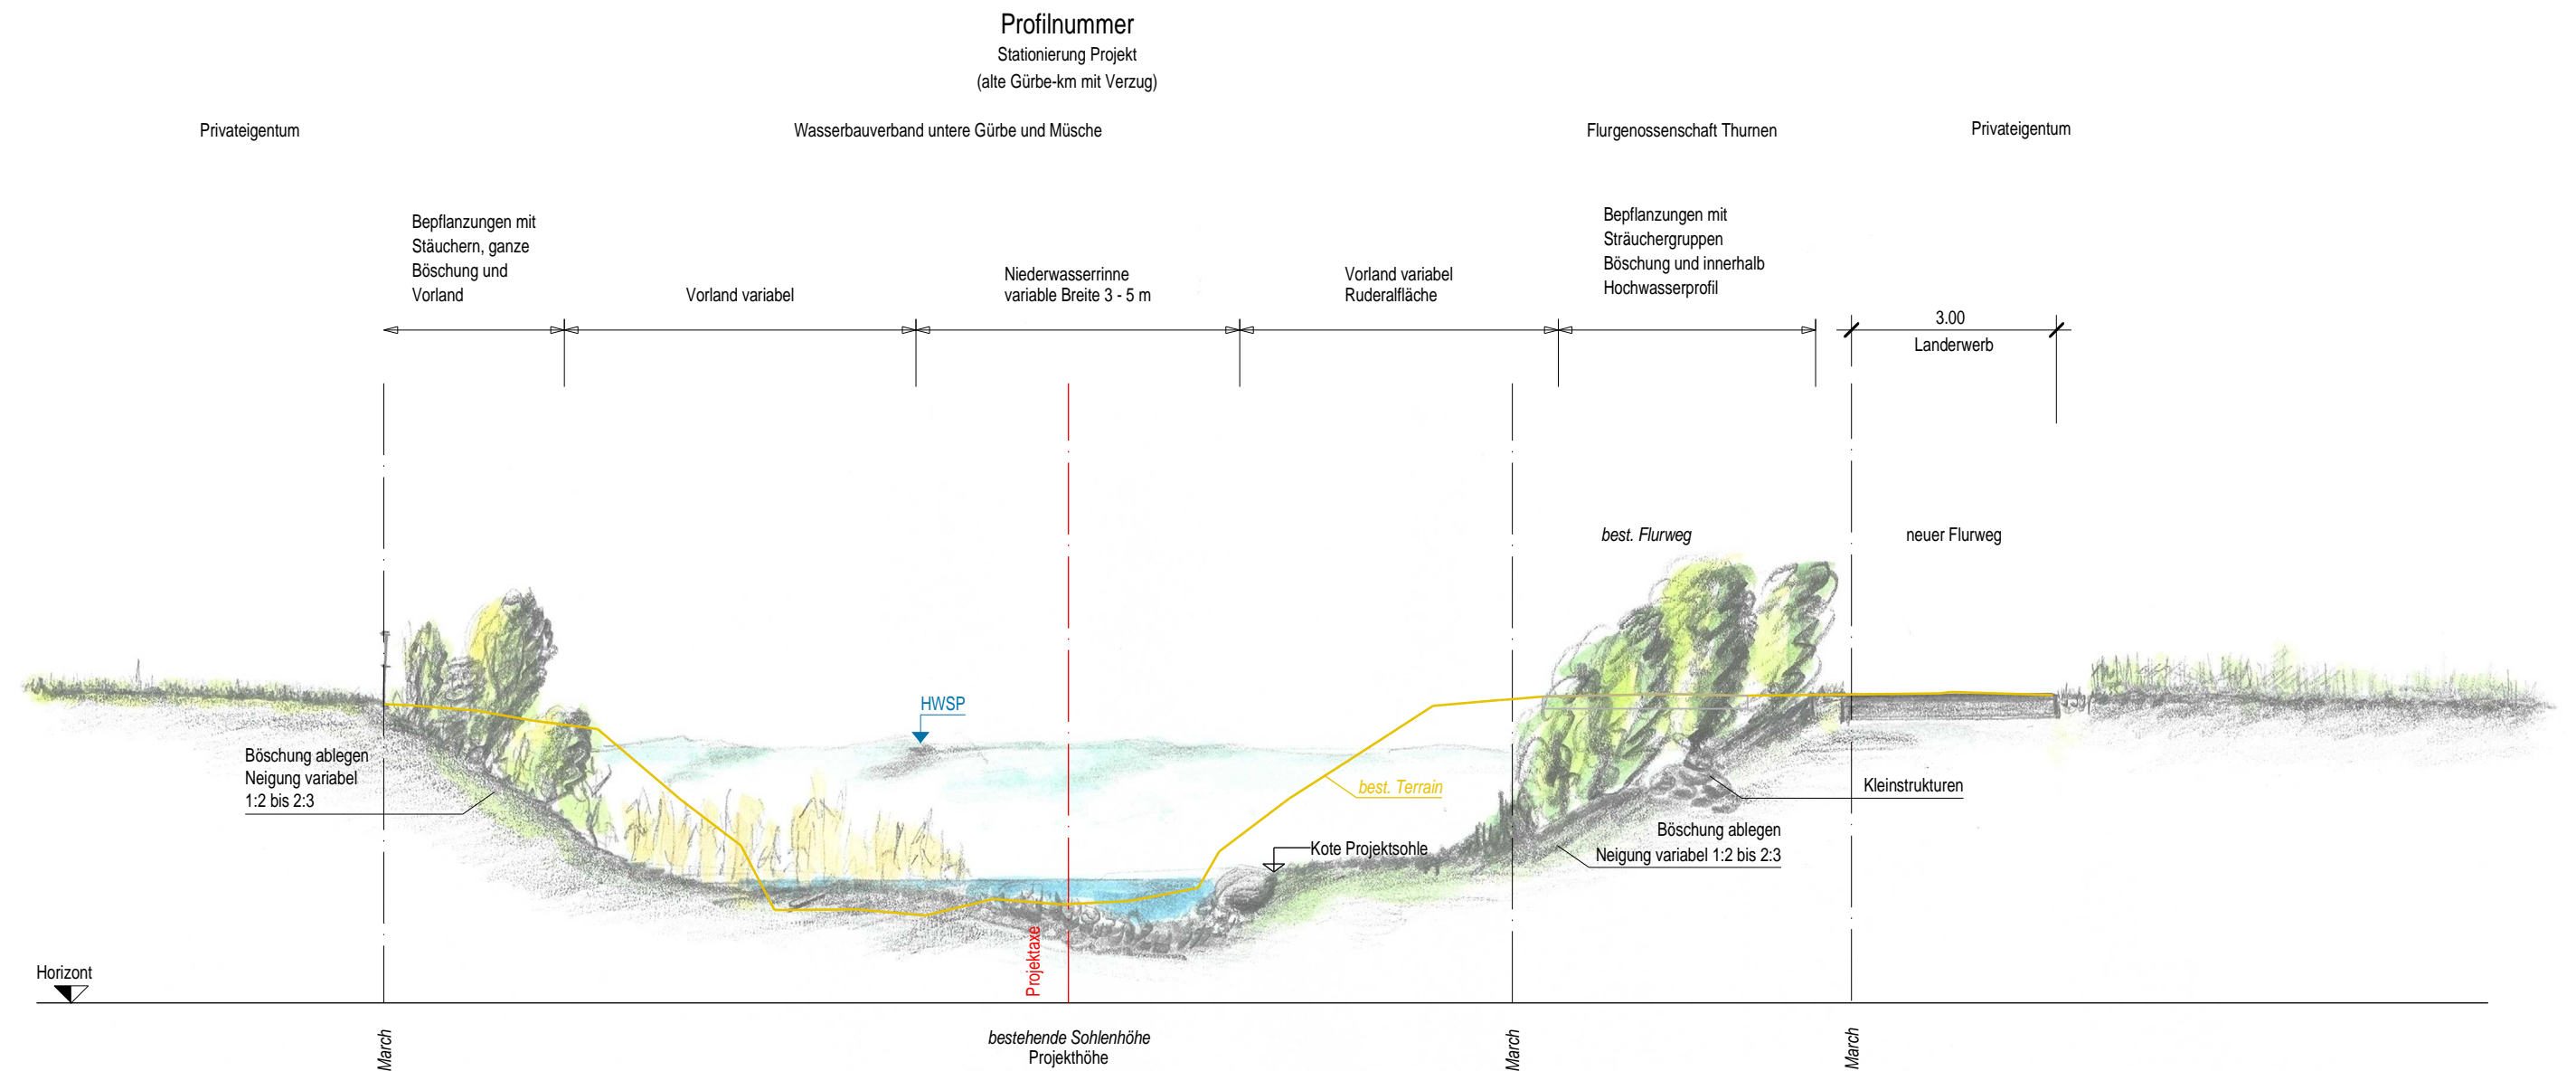 Profilnummer
Stationierung Projekt
(alte Gürbe-km mit Verzug)
Privateigentum
Wasserbauverband untere Gürbe und Müsche
Flurgenossenschaft Thurnen
Privateigentum
Bepflanzungen mit
Stäuchern, ganze
Böschung und
Vorland
Vorland variabel
Niederwasserrinne
variable Breite 3 - 5 m
Vorland variabel
Ruderalfläche
Bepflanzungen mit
Sträuchergruppen
Böschung und innerhalb
Hochwasserprofil
3.00
Landerwerb
best. Flurweg
neuer Flurweg
HWSP
Böschung ablegen
Neigung variabel
1:2 bis 2:3
best. Terrain
Kleinstrukturen
Kote Projektsohle
Böschung ablegen
Neigung variabel 1:2 bis 2:3
Projektaxe
Horizont
March
bestehende Sohlenhöhe
Projekthöhe
March
March